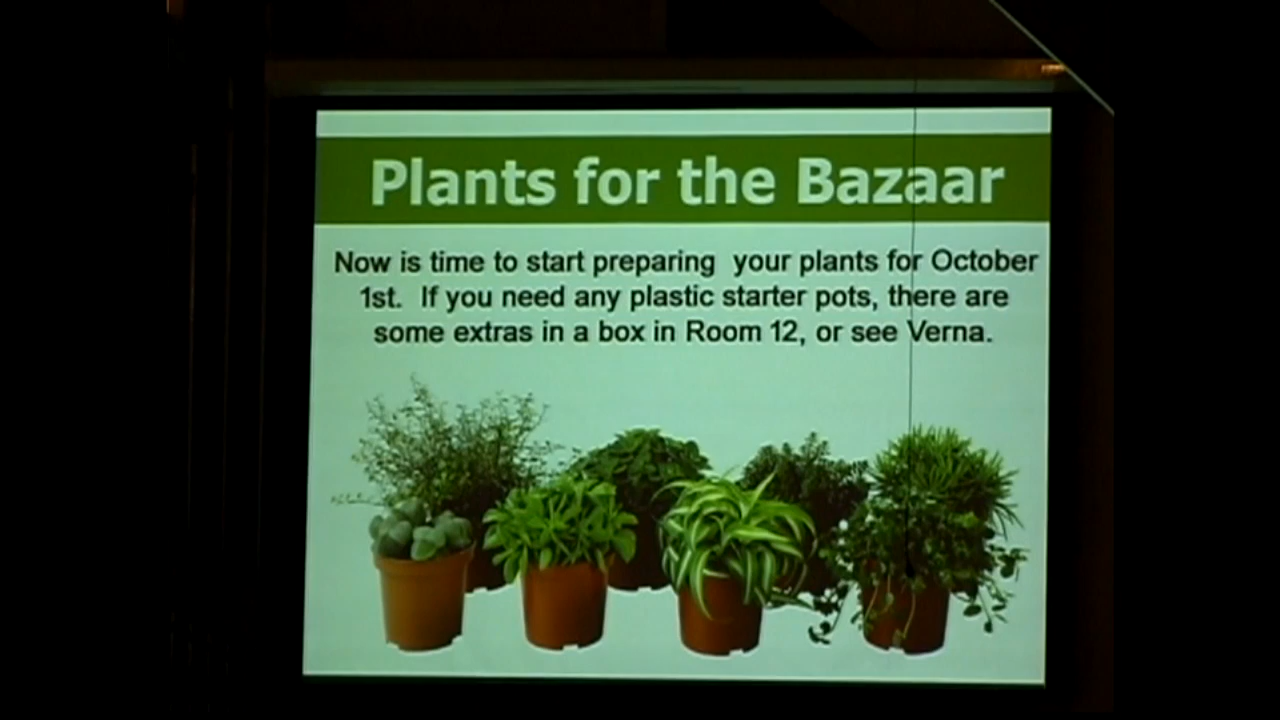 Plants for the Bazaar
Now is time to start preparing  your plants for October
1st.  If you need any plastic starter pots, there are
some extras in a box in Room 12, or see Verna.